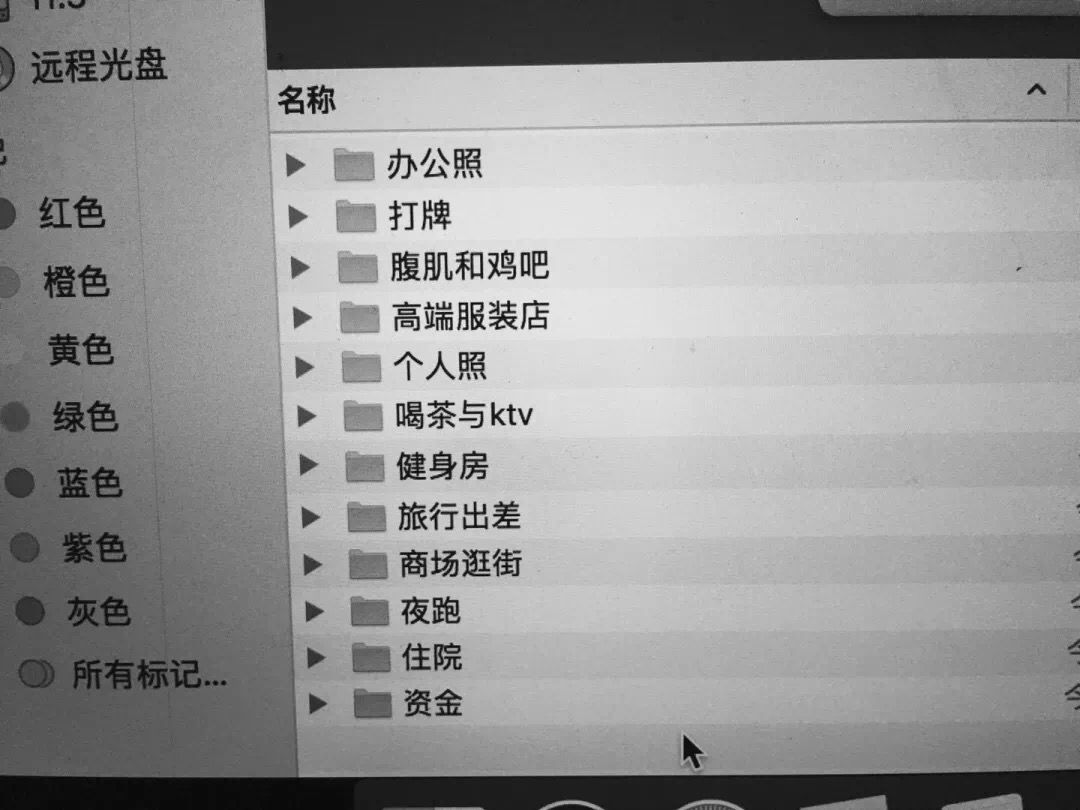 远程光盘
红色
橙色
黄色
绿色
蓝色
紫色
灰色
所有标记...
名称
办公照
打牌
腹肌和鸡吧
高端服装店
个人照
喝茶与ktv
健身房
旅行出差
商场逛街
夜跑
住院
资金